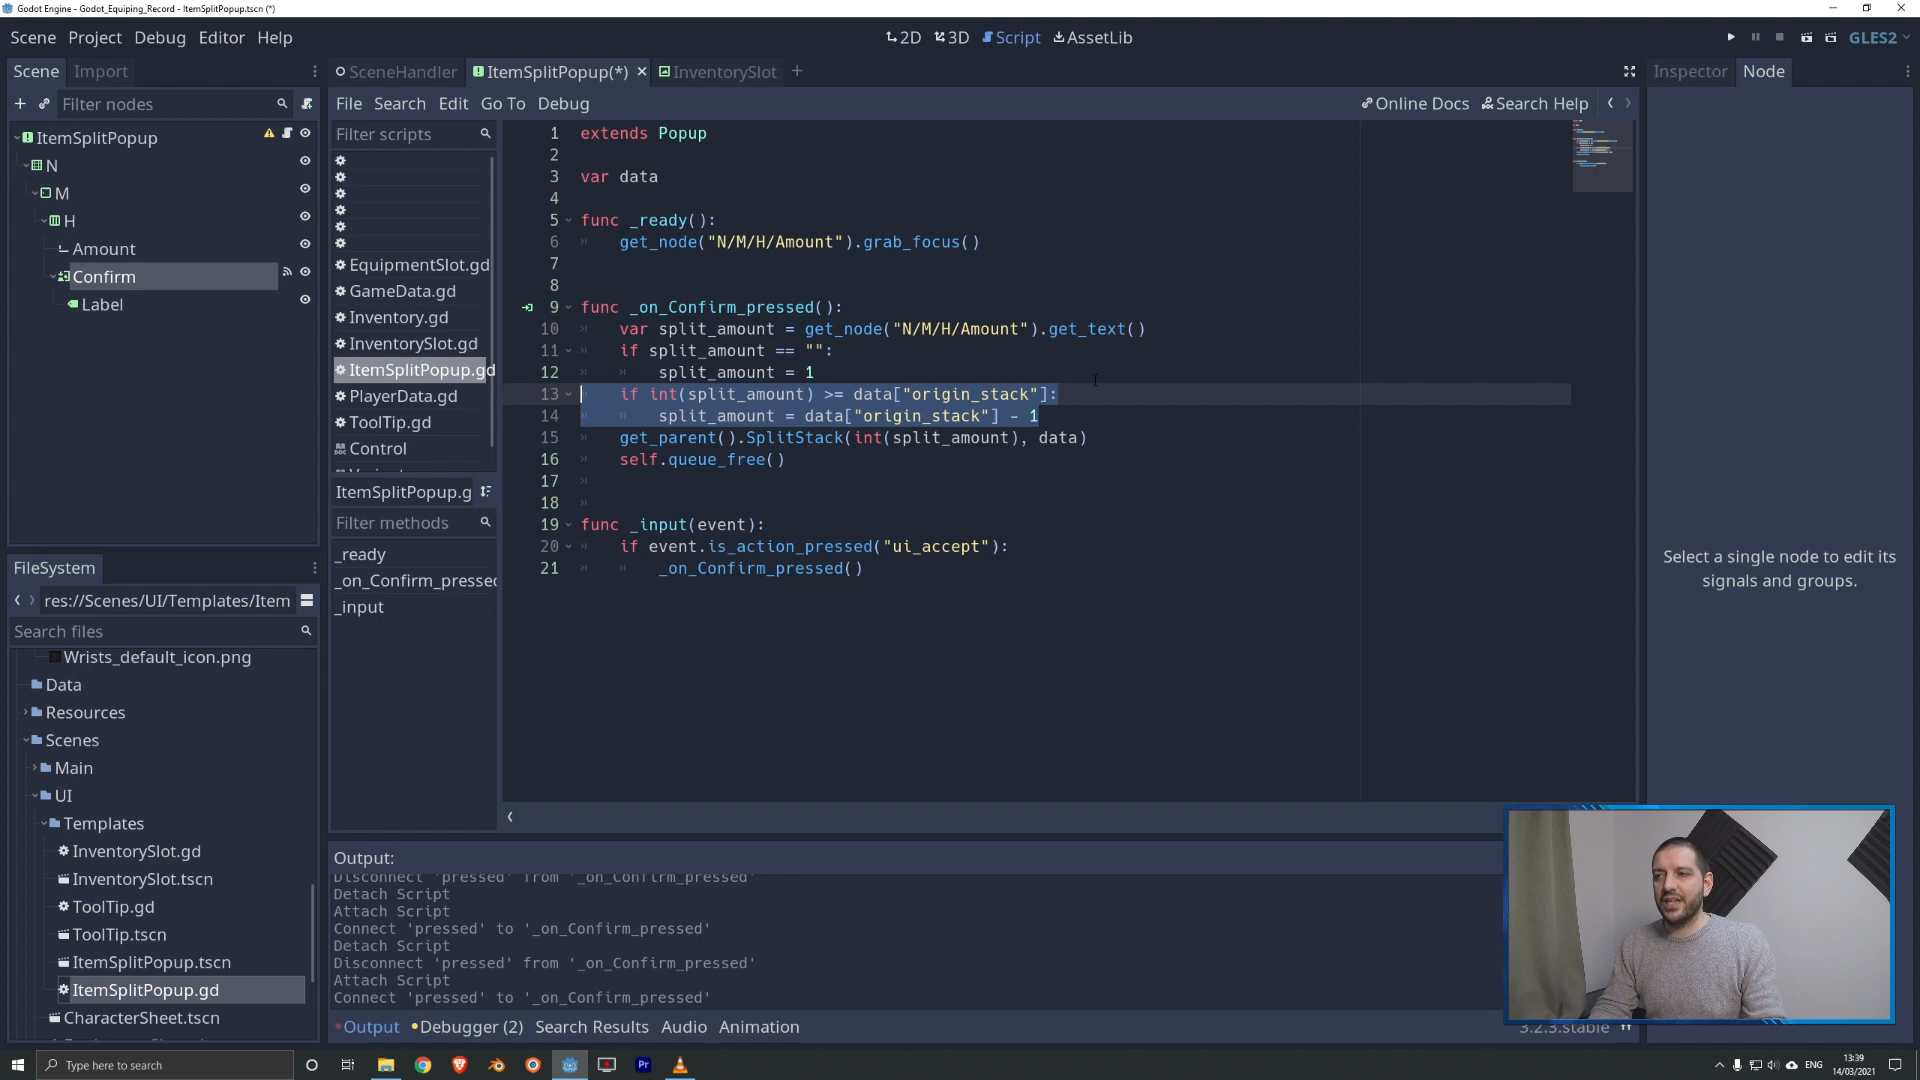 Godot Engine - Godot_Equiping_Record - ItemSplitPopup.tscn (*)
Scene Project Debug Editor Help
2D 3D Script AssetLib
GLES2
Scene Import
SceneHandler ItemSplitPopup(*) InventorySlot
Inspector Node
Filter nodes
File Search Edit Go To Debug
Online Docs Search Help
ItemSplitPopup
N
M
H
Amount
Confirm
Label
Filter scripts
EquipmentSlot.gd
GameData.gd
Inventory.gd
InventorySlot.gd
ItemSplitPopup.gd
PlayerData.gd
ToolTip.gd
Control
ItemSplitPopup.g
Filter methods
_ready
_on_Confirm_pressed
_input
1 extends Popup
2
3 var data
4
5 func _ready():
6 get_node("N/M/H/Amount").grab_focus()
7
8
9 func _on_Confirm_pressed():
10 var split_amount = get_node("N/M/H/Amount").get_text()
11 if split_amount == "":
12 split_amount = 1
13 if int(split_amount) >= data["origin_stack"]:
14 split_amount = data["origin_stack"] - 1
15 get_parent().SplitStack(int(split_amount), data)
16 self.queue_free()
17
18
19 func _input(event):
20 if event.is_action_pressed("ui_accept"):
21 _on_Confirm_pressed()
Select a single node to edit its
signals and groups.
FileSystem
res://Scenes/UI/Templates/Item
Search files
Wrists_default_icon.png
Data
Resources
Scenes
Main
UI
Templates
InventorySlot.gd
InventorySlot.tscn
ToolTip.gd
ToolTip.tscn
ItemSplitPopup.tscn
ItemSplitPopup.gd
CharacterSheet.tscn
Output:
Disconnect 'pressed' from '_on_Confirm_pressed'
Detach Script
Attach Script
Connect 'pressed' to '_on_Confirm_pressed'
Detach Script
Disconnect 'pressed' from '_on_Confirm_pressed'
Attach Script
Connect 'pressed' to '_on_Confirm_pressed'
Output Debugger (2) Search Results Audio Animation
3.2.3.stable
Type here to search
Pr
ENG
13:39
14/03/2021